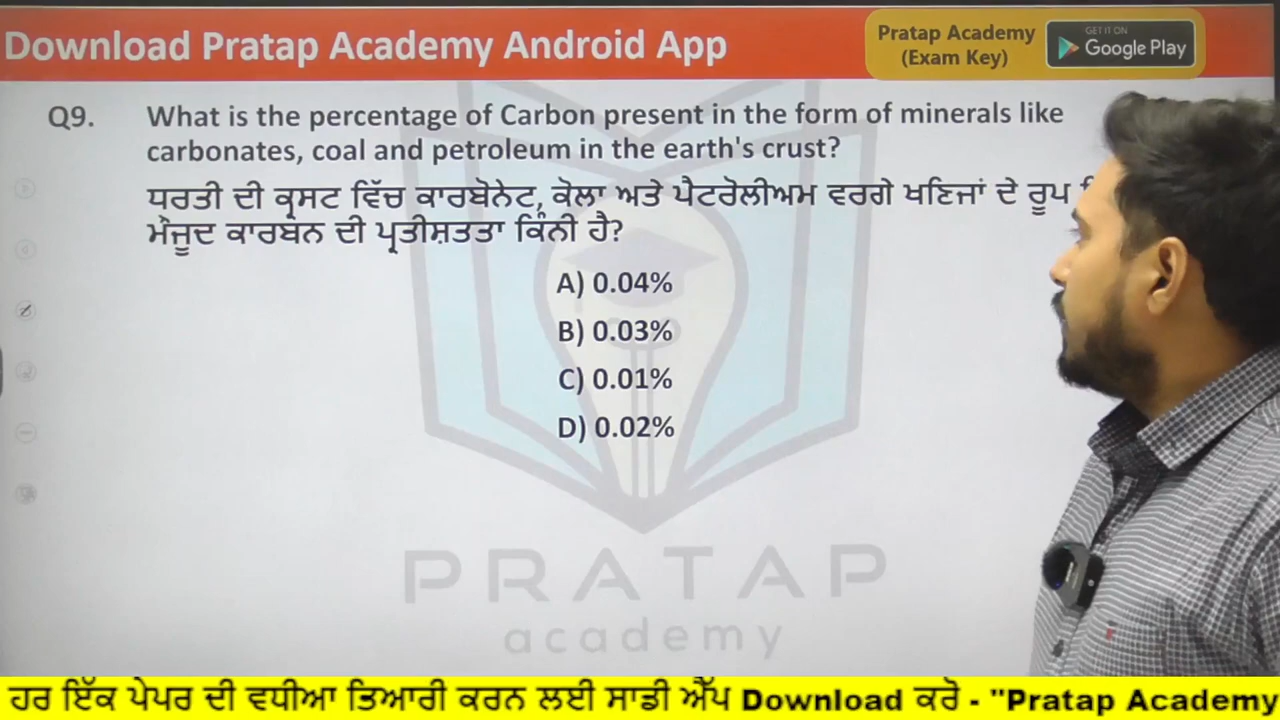 Download Pratap Academy Android App
Pratap Academy
(Exam Key)
GET IT ON
Google Play
Q9. What is the percentage of Carbon present in the form of minerals like
carbonates, coal and petroleum in the earth's crust?
ਧਰਤੀ ਦੀ ਕ੍ਰਸਟ ਵਿੱਚ ਕਾਰਬੋਨੇਟ, ਕੋਲਾ ਅਤੇ ਪੈਟਰੋਲੀਅਮ ਵਰਗੇ ਖਣਿਜਾਂ ਦੇ ਰੂਪ
ਮੌਜੂਦ ਕਾਰਬਨ ਦੀ ਪ੍ਰਤੀਸ਼ਤਤਾ ਕਿੰਨੀ ਹੈ?
A) 0.04%
B) 0.03%
C) 0.01%
D) 0.02%
PRATAP
academy
ਹਰ ਇੱਕ ਪੇਪਰ ਦੀ ਵਧੀਆ ਤਿਆਰੀ ਕਰਨ ਲਈ ਸਾਡੀ ਐੱਪ Download ਕਰੋ - "Pratap Academy